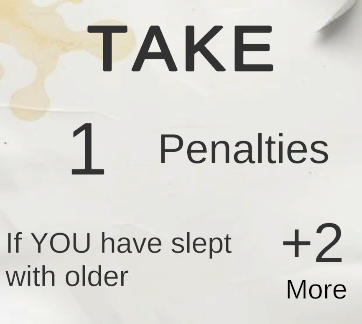 TAKE
1 Penalties
If YOU have slept
with older
+2
More